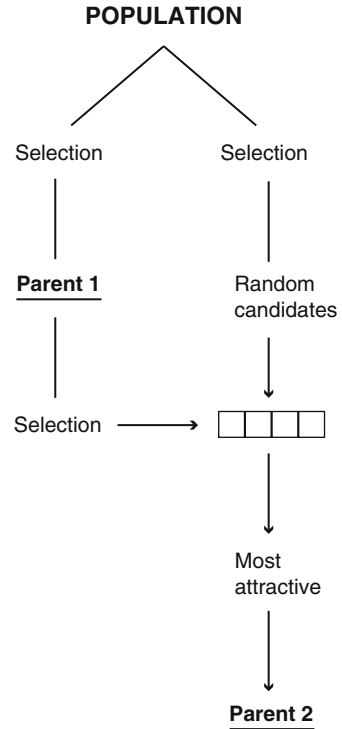 POPULATION
Selection
Selection
Parent 1
Random
candidates
Selection
Most
attractive
Parent 2